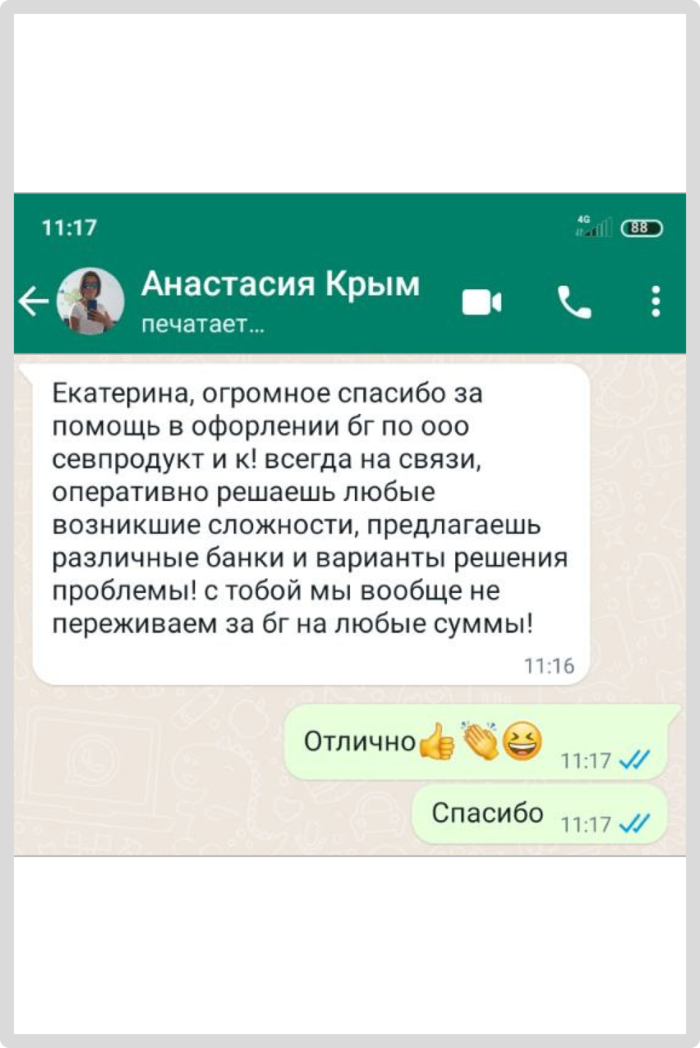 11:17
4G
88
Анастасия Крым
печатает...
Екатерина, огромное спасибо за
помощь в офорлении бг по ооо
севпродукт и к! всегда на связи,
оперативно решаешь любые
возникшие сложности, предлагаешь
различные банки и варианты решения
проблемы! с тобой мы вообще не
переживаем за бг на любые суммы!
11:16
Отлично👍👏😆 11:17
Спасибо 11:17